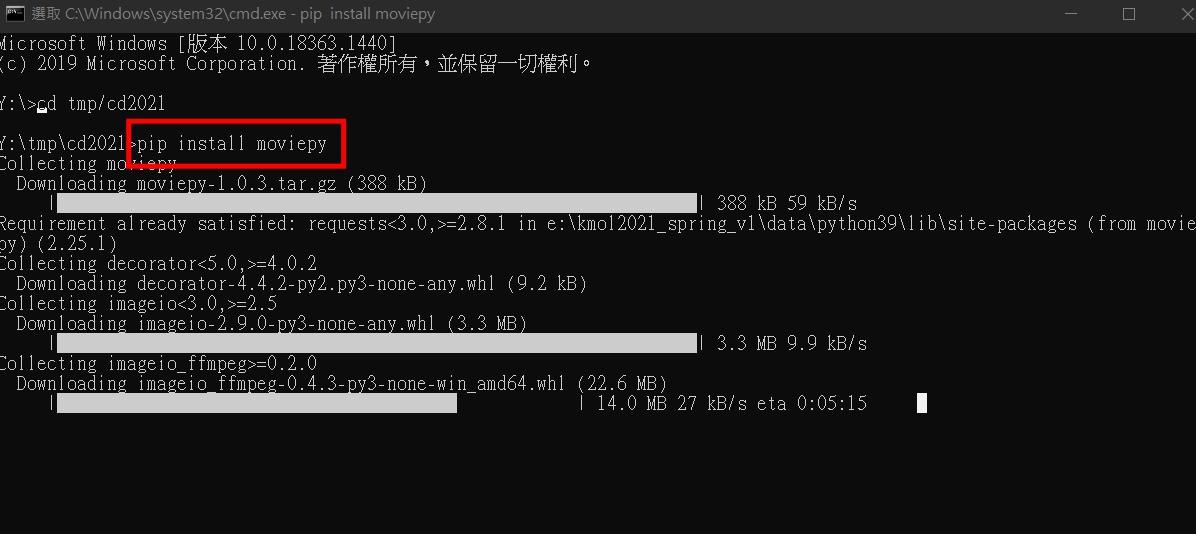 選取 C:\Windows\system32\cmd.exe - pip  install moviepy
Microsoft Windows [版本 10.0.18363.1440]
(c) 2019 Microsoft Corporation. 著作權所有，並保留一切權利。
Y:\>cd tmp/cd2021
Y:\tmp\cd2021>pip install moviepy
Collecting moviepy
  Downloading moviepy-1.0.3.tar.gz (388 kB)
| | 388 kB 59 kB/s
Requirement already satisfied: requests<3.0,>=2.8.1 in e:\kmol2021_spring_v1\data\python39\lib\site-packages (from movie
py) (2.25.1)
Collecting decorator<5.0,>=4.0.2
  Downloading decorator-4.4.2-py2.py3-none-any.whl (9.2 kB)
Collecting imageio<3.0,>=2.5
  Downloading imageio-2.9.0-py3-none-any.whl (3.3 MB)
| | 3.3 MB 9.9 kB/s
Collecting imageio_ffmpeg>=0.2.0
  Downloading imageio_ffmpeg-0.4.3-py3-none-win_amd64.whl (22.6 MB)
| | 14.0 MB 27 kB/s eta 0:05:15